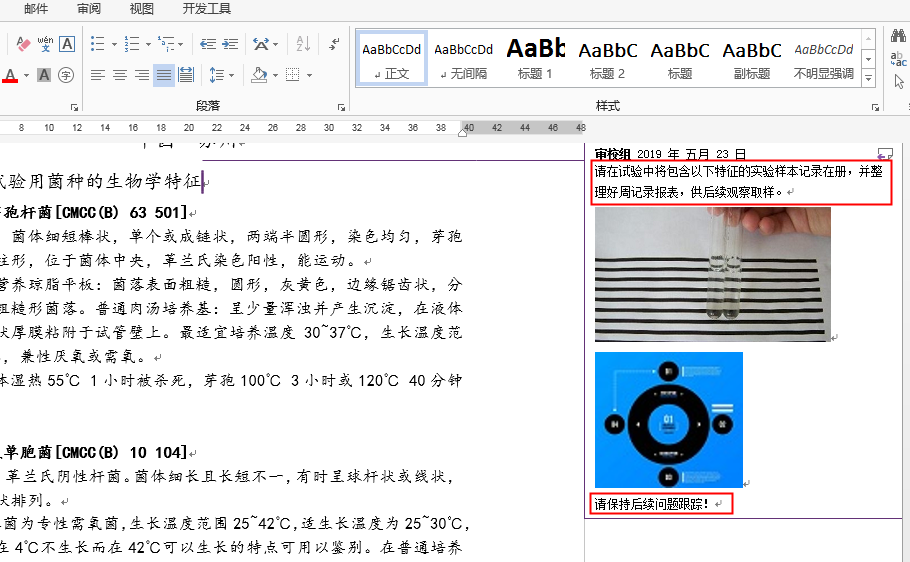 邮件 审阅 视图 开发工具
AaBbCcDd AaBbCcDd AaBb AaBbC AaBbC AaBbC AaBbCcDd
正文 无间隔 标题 1 标题 2 标题 副标题 不明显强调
段落 样式
8 10 12 14 16 18 20 22 24 26 28 30 32 34 36 38 40 42 44 46 48
试验用菌种的生物学特征
孢杆菌[CMCC(B) 63 501]
菌体细短棒状，单个或成链状，两端半圆形，染色均匀，芽孢
柱形，位于菌体中央，革兰氏染色阳性，能运动。
营养琼脂平板：菌落表面粗糙，圆形，灰黄色，边缘锯齿状，分
粗糙形菌落。普通肉汤培养基：呈少量浑浊并产生沉淀，在液体
状厚膜粘附于试管壁上。最适宜培养温度 30~37℃，生长温度范
，兼性厌氧或需氧。
体湿热55℃ 1小时被杀死，芽孢100℃ 3小时或120℃ 40分钟
单胞菌[CMCC(B) 10 104]
革兰氏阴性杆菌。菌体细长且长短不一，有时呈球杆状或线状，
状排列。
菌为专性需氧菌，生长温度范围25~42℃，适生长温度为25~30℃，
在4℃不生长而在42℃可以生长的特点可用以鉴别。在普通培养
审校组 2019 年 五月 23 日
请在试验中将包含以下特征的实验样本记录在册，并整
理好周记录报表，供后续观察取样。
01
请保持后续问题跟踪！